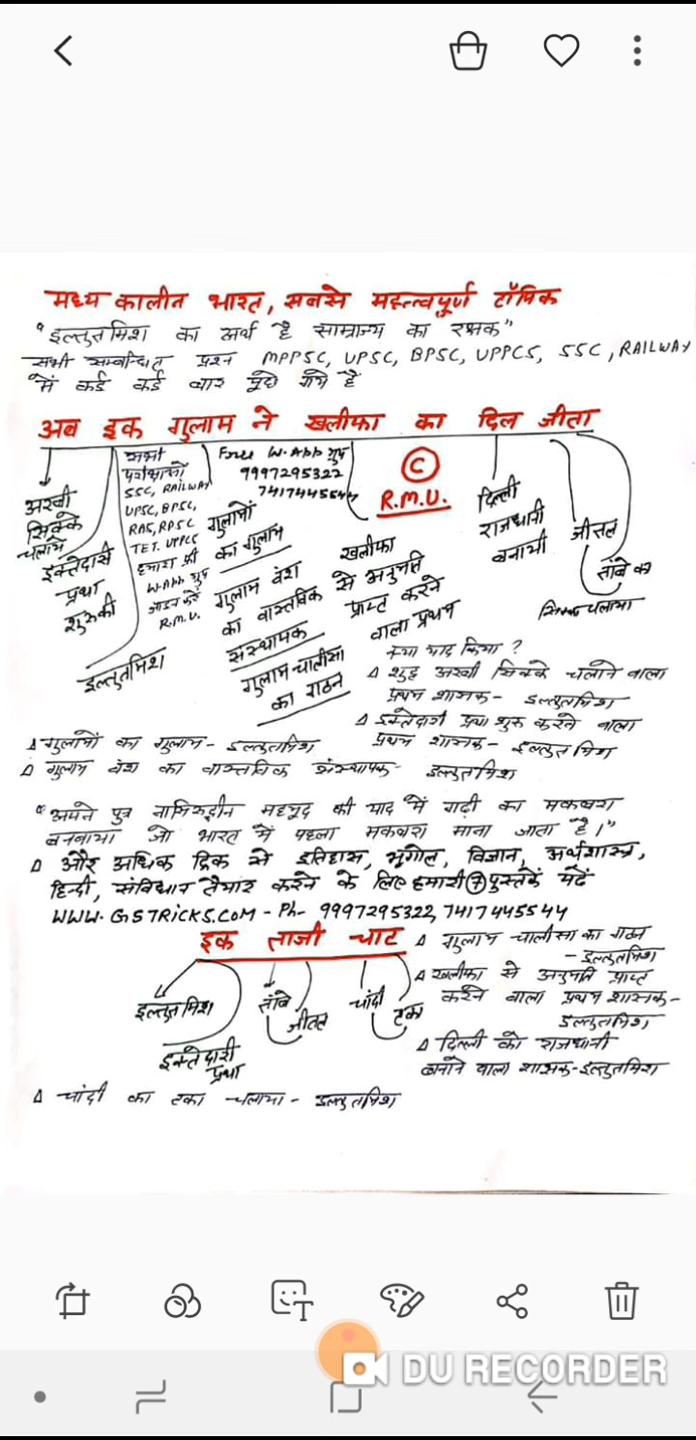 मध्य कालीन भारत, सबसे महत्त्वपूर्ण टॉपिक
"इल्तुतमिश का अर्थ है साम्राज्य का रक्षक"
सभी सम्बन्धित प्रश्न MPPSC, UPSC, BPSC, UPPCS, SSC, RAILWAY
में कई कई बार पूछे गये हैं
अब इक गुलाम ने खलीफा का दिल जीता
अरबी
सिक्के
चलाये
इक्तेदारी
प्रथा
शुरु की
इल्तुतमिश
सभी
परीक्षाओं
SSC, RAILWAY
UPSC, BPSC,
RAS, RPSC
TET. UPPCS
हमारा फ्री
W.App ग्रुप
R.M.U.
Free W.App ग्रुप
9997295322
7417445544
गुलामों
का गुलाम
गुलाम वंश
का वास्तविक
संस्थापक
गुलाम चालीसा
का गठन
© R.M.U.
खलीफा
से अनुमति
प्राप्त करने
वाला प्रथम
दिल्ली
राजधानी
बनायी
जीतल
तांबे का
सिक्का चलाया
क्या याद किया ?
∆ शुद्ध अरबी सिक्के चलाने वाला
प्रथम शासक- इल्तुतमिश
∆ इक्तेदारी प्रथा शुरु करने वाला
प्रथम शासक- इल्तुतमिश
∆ गुलामों का गुलाम- इल्तुतमिश
∆ गुलाम वंश का वास्तविक संस्थापक- इल्तुतमिश
"अपने पुत्र नासिरुद्दीन महमूद की याद में गढ़ी का मकबरा
बनवाया जो भारत में पहला मकबरा माना जाता है।"
∆ और अधिक ट्रिक से इतिहास, भूगोल, विज्ञान, अर्थशास्त्र,
हिन्दी, संविधान तैयार करने के लिए हमारी 7 पुस्तकें पढ़ें
WWW.GSTRICKS.COM - Ph- 9997295322, 7417445544
इक ताजी चाट
इल्तुतमिश
इक्तेदारी
प्रथा
तांबे
जीतल
चांदी
टका
∆ गुलाम चालीसा का गठन
- इल्तुतमिश
∆ खलीफा से अनुमति प्राप्त
करने वाला प्रथम शासक-
इल्तुतमिश
∆ दिल्ली को राजधानी
बनाने वाला शासक- इल्तुतमिश
∆ चांदी का टका चलाया - इल्तुतमिश
DU RECORDER